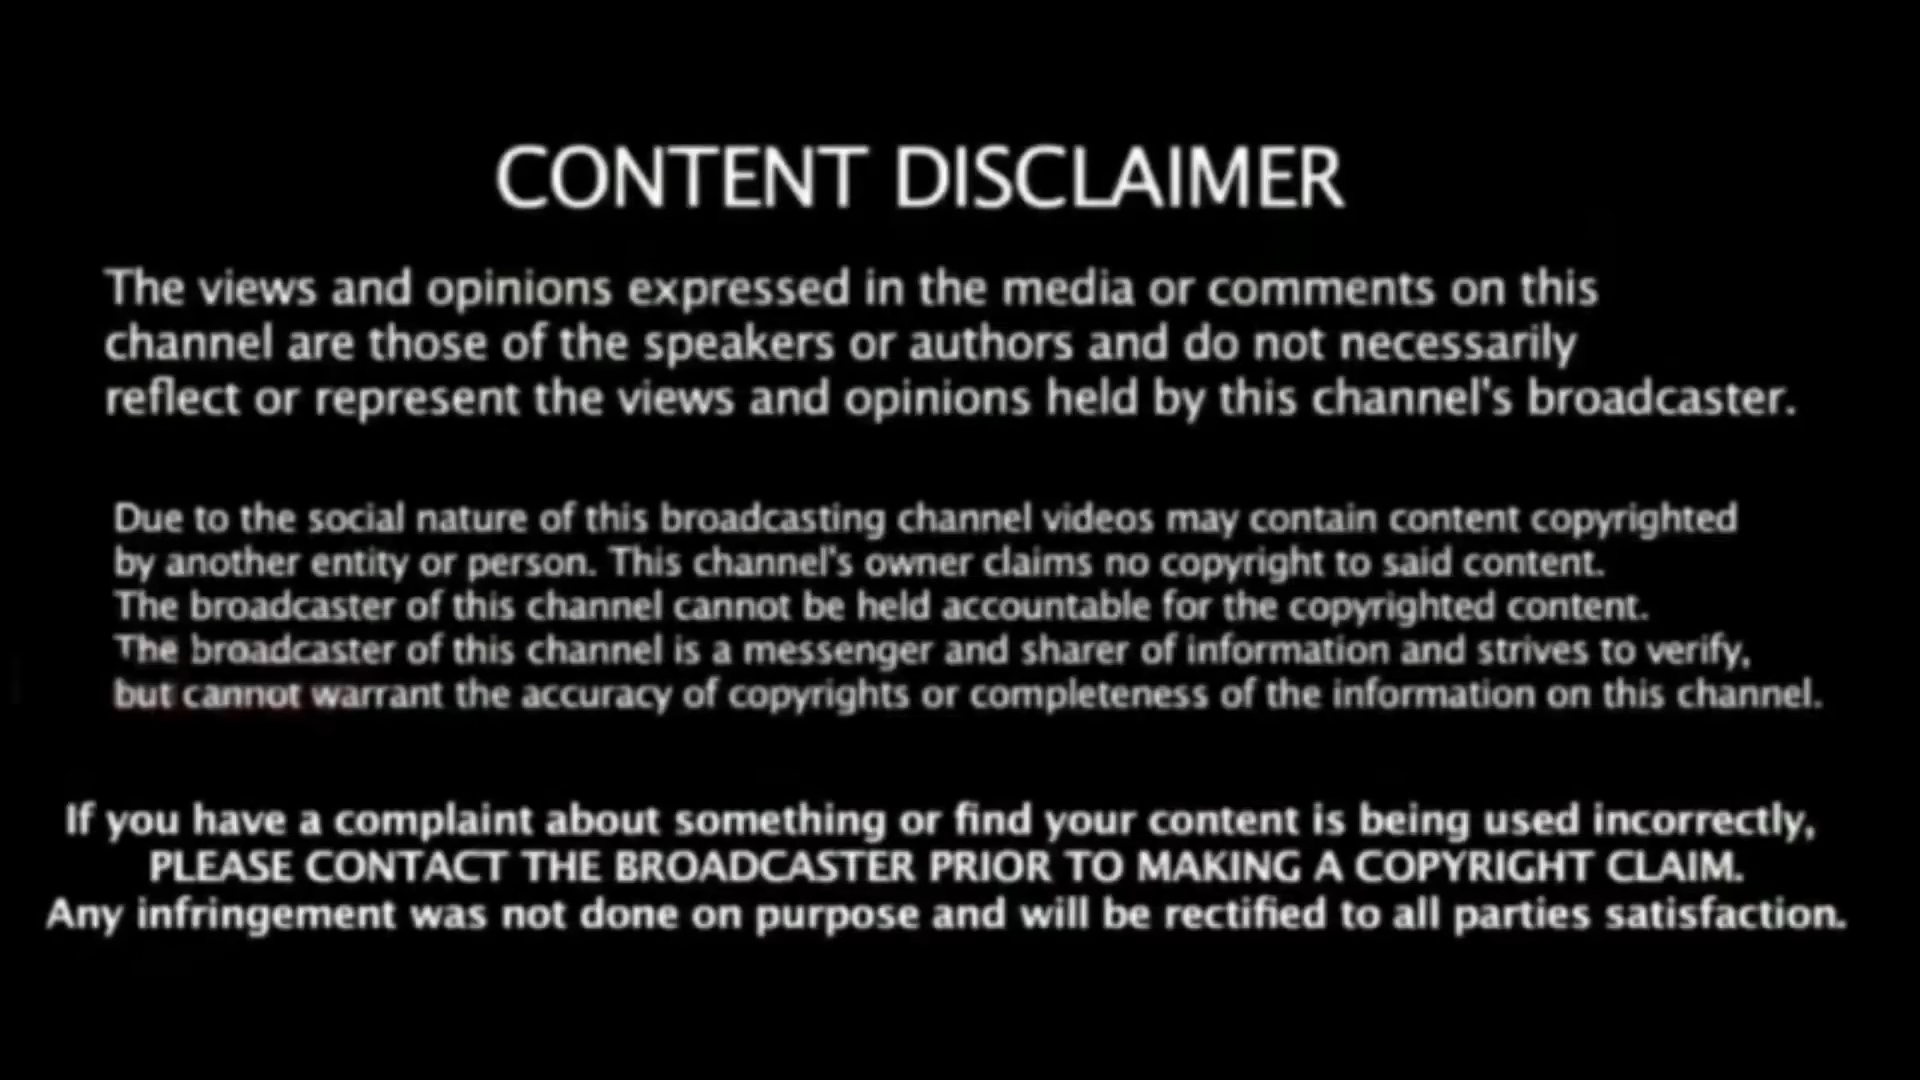 CONTENT DISCLAIMER
The views and opinions expressed in the media or comments on this
channel are those of the speakers or authors and do not necessarily
reflect or represent the views and opinions held by this channel's broadcaster.
Due to the social nature of this broadcasting channel videos may contain content copyrighted
by another entity or person. This channel's owner claims no copyright to said content.
The broadcaster of this channel cannot be held accountable for the copyrighted content.
The broadcaster of this channel is a messenger and sharer of information and strives to verify,
but cannot warrant the accuracy of copyrights or completeness of the information on this channel.
If you have a complaint about something or find your content is being used incorrectly,
PLEASE CONTACT THE BROADCASTER PRIOR TO MAKING A COPYRIGHT CLAIM.
Any infringement was not done on purpose and will be rectified to all parties satisfaction.